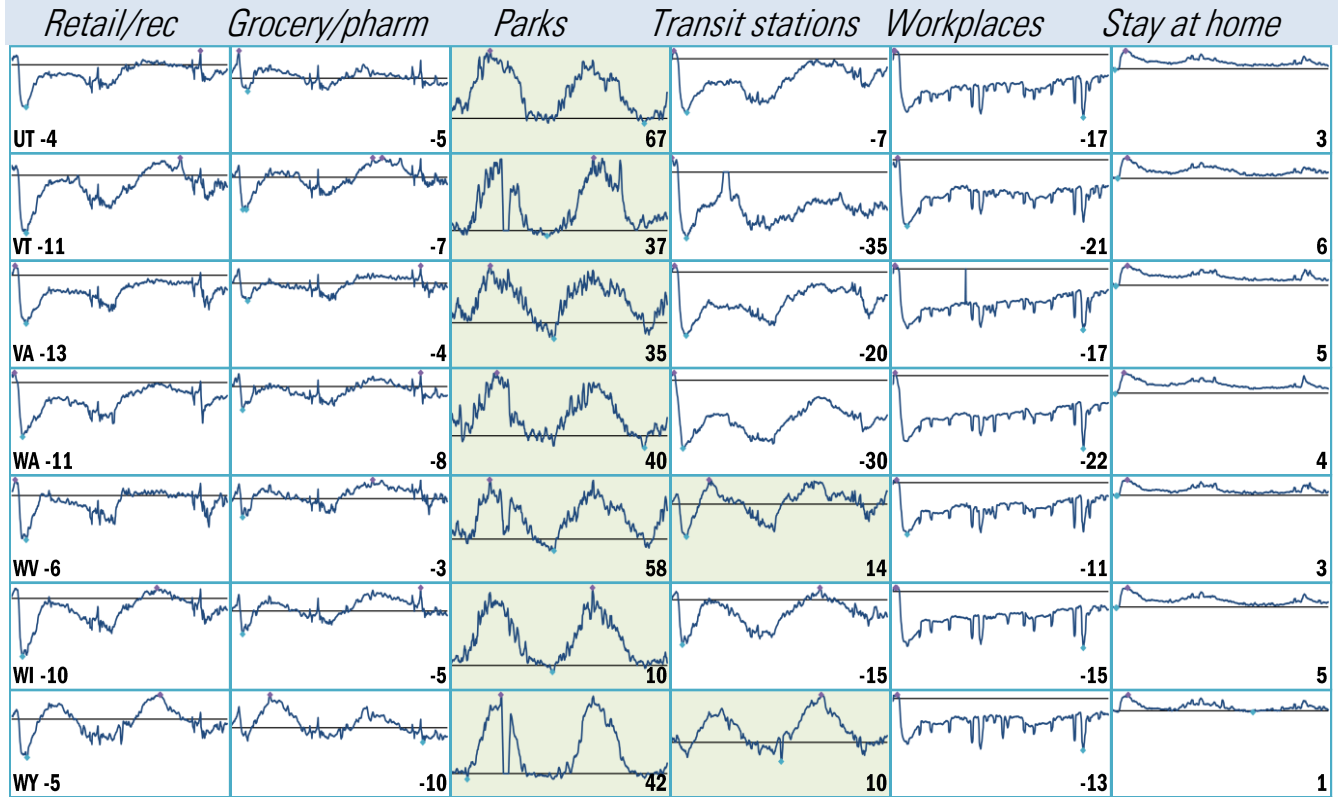 Retail/rec Grocery/pharm Parks Transit stations Workplaces Stay at home
UT -4 -5 67 -7 -17 3
VT -11 -7 37 -35 -21 6
VA -13 -4 35 -20 -17 5
WA -11 -8 40 -30 -22 4
WV -6 -3 58 14 -11 3
WI -10 -5 10 -15 -15 5
WY -5 -10 42 10 -13 1